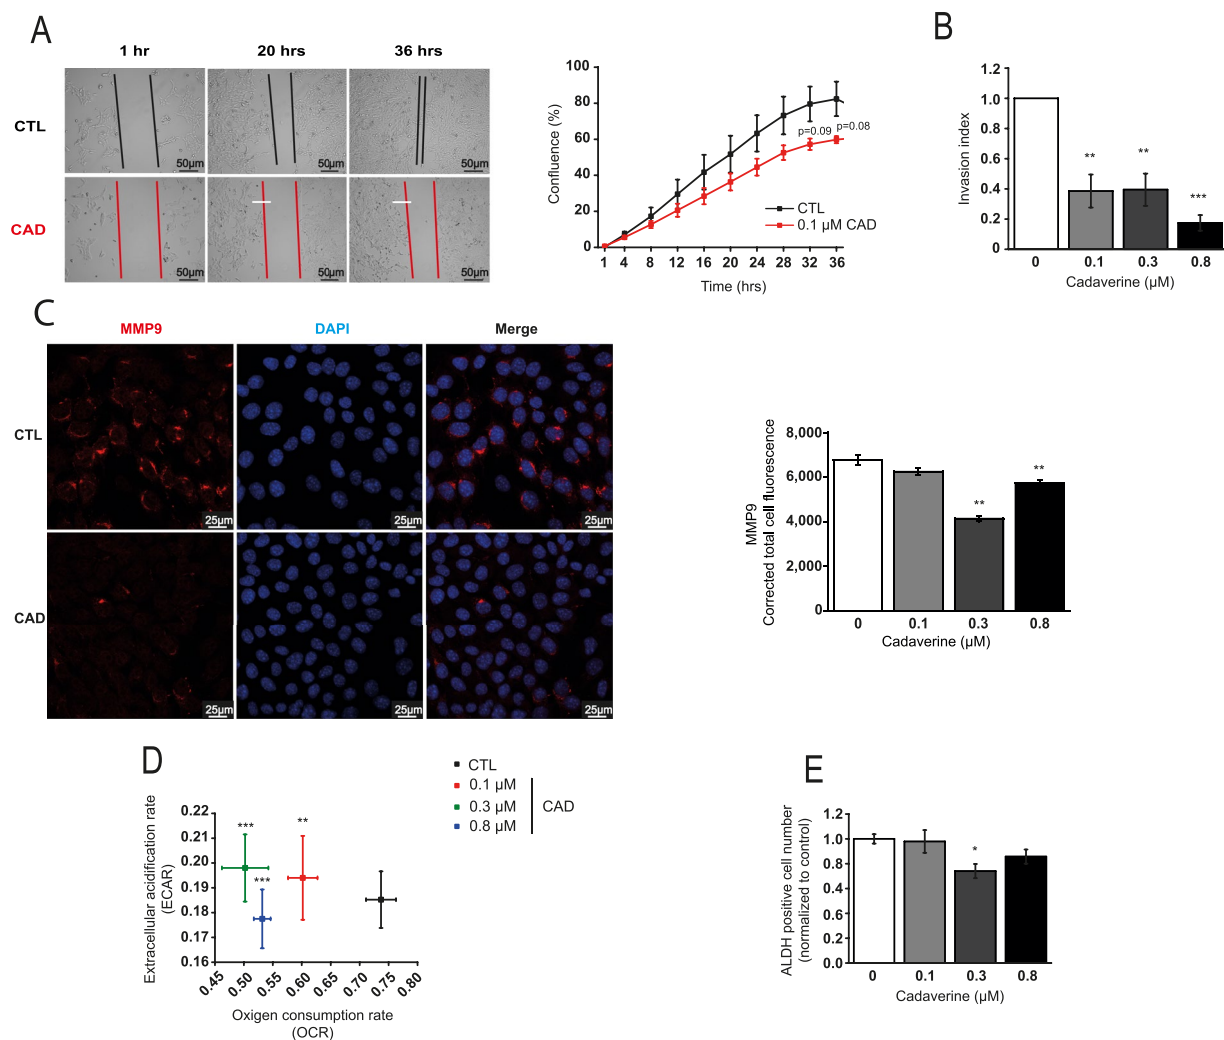 A
1 hr
20 hrs
36 hrs
CTL
50µm
50µm
50µm
CAD
50µm
50µm
50µm
Confluence (%)
100
80
60
40
20
0
p=0.09
p=0.08
CTL
0.1 µM CAD
1 4 8 12 16 20 24 28 32 36
Time (hrs)
B
Invasion index
1.2
1.0
0.8
0.6
0.4
0.2
0
**
**
***
0 0.1 0.3 0.8
Cadaverine (µM)
C
MMP9
DAPI
Merge
CTL
25µm
25µm
25µm
CAD
25µm
25µm
25µm
MMP9
Corrected total cell fluorescence
8,000
6,000
4,000
2,000
0
**
**
0 0.1 0.3 0.8
Cadaverine (µM)
D
CTL
0.1 µM
0.3 µM
0.8 µM
CAD
Extracellular acidification rate
(ECAR)
0.22
0.21
0.20
0.19
0.18
0.17
0.16
***
**
***
0.45 0.50 0.55 0.60 0.65 0.70 0.75 0.80
Oxigen consumption rate
(OCR)
E
ALDH positive cell number
(normalized to control)
1.2
1.0
0.8
0.6
0.4
0.2
0.0
*
0 0.1 0.3 0.8
Cadaverine (µM)